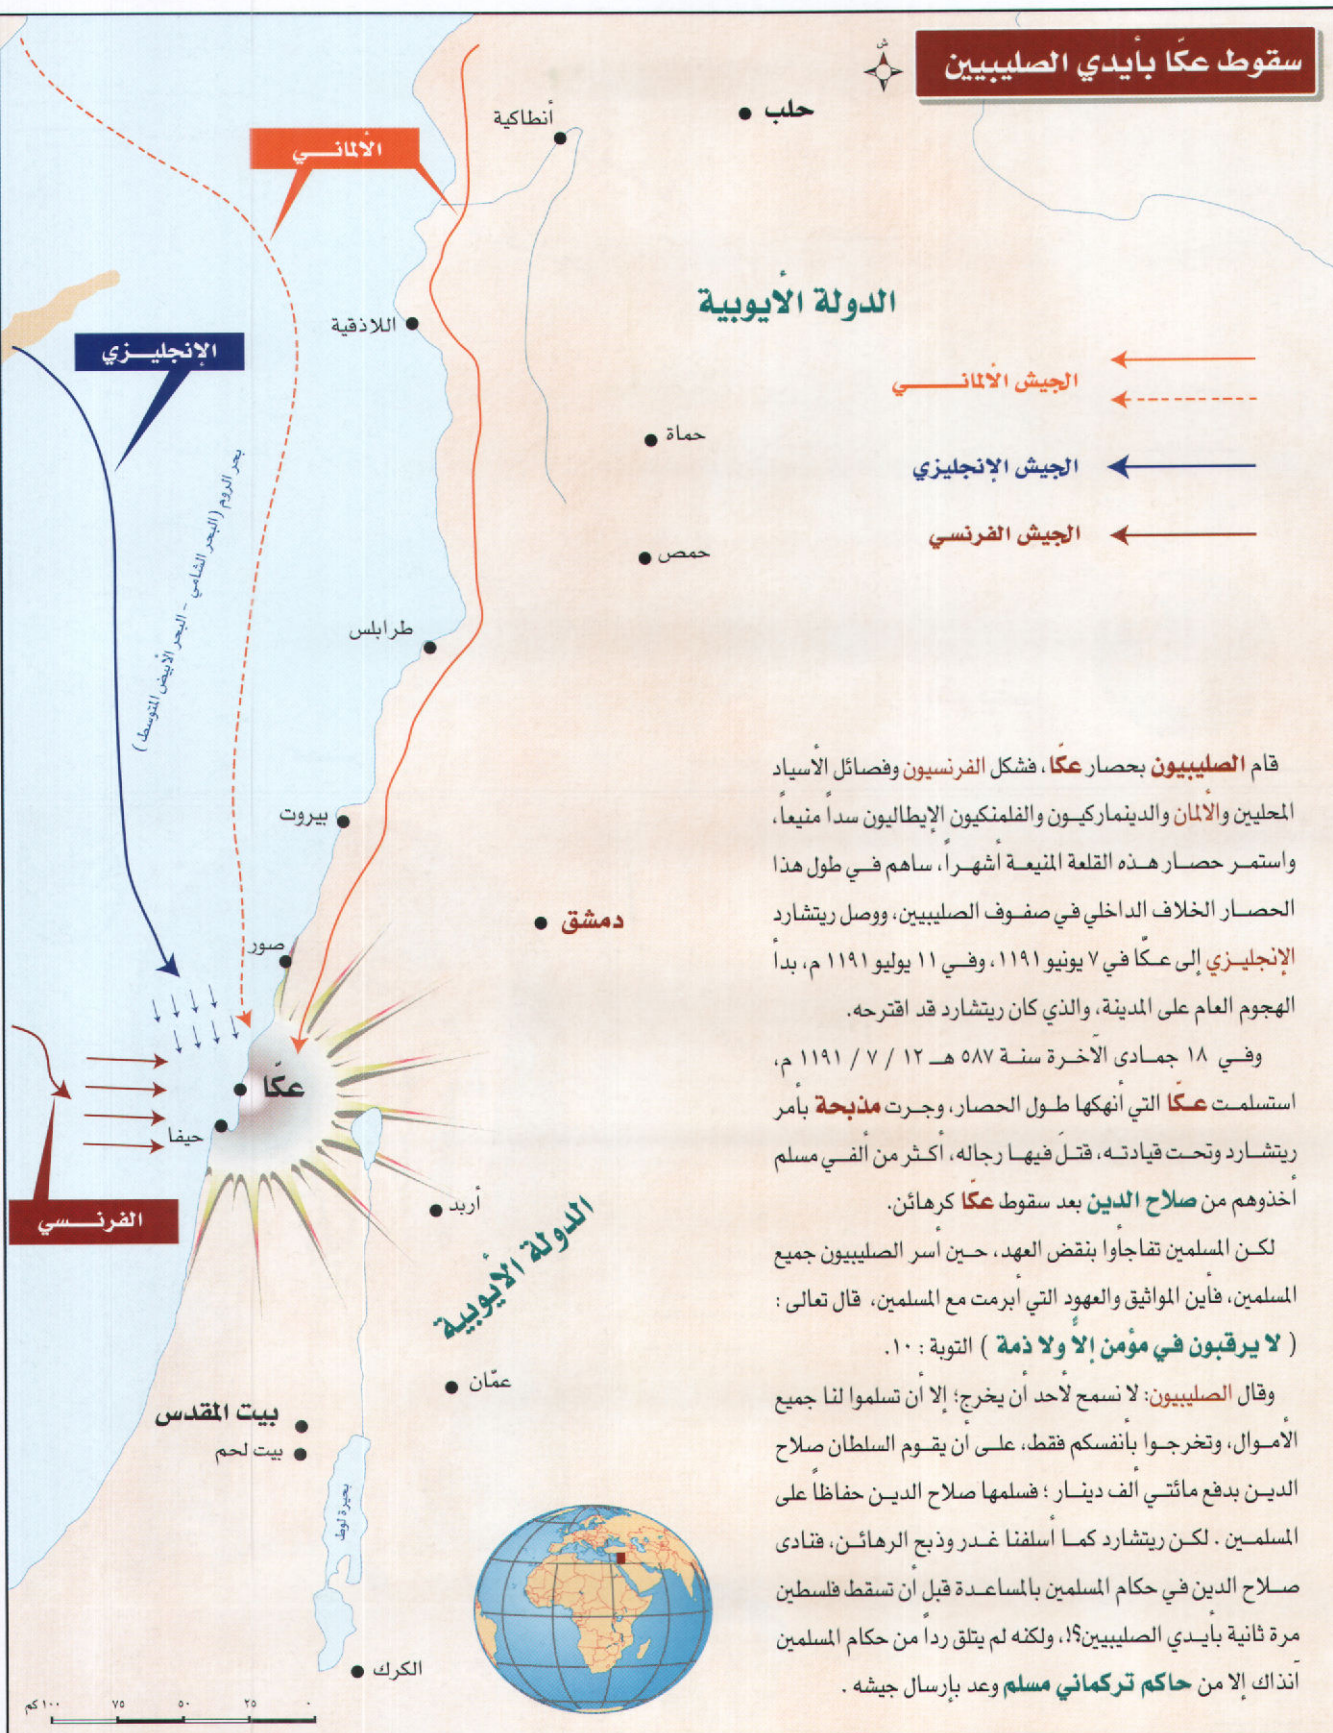 سقوط عكّا بأيدي الصليبيين
ش
حلب
أنطاكية
الألمانـــي
الدولة الأيوبية
اللاذقية
الإنجليــزي
الجيش الألمانــــــي
حماة
الجيش الإنجليزي
الجيش الفرنسي
حمص
بحر الروم (البحر الشامي - البحر الأبيض المتوسط)
طرابلس
بيروت
دمشق
صور
عكّا
حيفا
الفرنـــسي
أربد
الدولة الأيوبية
عمّان
بيت المقدس
بيت لحم
بحيرة لوط
الكرك
٠ ٢٥ ٥٠ ٧٥ ١٠٠ كم
قام الصليبيون بحصار عكّا، فشكل الفرنسيون وفصائل الأسياد
المحليين والألمان والدينماركيون والفلمنكيون الإيطاليون سداً منيعاً،
واستمر حصار هذه القلعة المنيعة أشهراً، ساهم في طول هذا
الحصار الخلاف الداخلي في صفوف الصليبيين، ووصل ريتشارد
الإنجليزي إلى عكّا في ٧ يونيو ١١٩١، وفي ١١ يوليو ١١٩١ م، بدأ
الهجوم العام على المدينة، والذي كان ريتشارد قد اقترحه.
وفي ١٨ جمادى الآخرة سنة ٥٨٧ هـ ١٢ / ٧ / ١١٩١ م،
استسلمت عكّا التي أنهكها طول الحصار، وجرت مذبحة بأمر
ريتشارد وتحت قيادته، قتلَ فيها رجاله، أكثر من ألفي مسلم
أخذوهم من صلاح الدين بعد سقوط عكّا كرهائن.
لكن المسلمين تفاجأوا بنقض العهد، حين أسر الصليبيون جميع
المسلمين، فأين المواثيق والعهود التي أبرمت مع المسلمين، قال تعالى :
( لا يرقبون في مؤمن إلاً ولا ذمة ) التوبة : ١٠.
وقال الصليبيون: لا نسمح لأحد أن يخرج؛ إلا أن تسلموا لنا جميع
الأموال، وتخرجوا بأنفسكم فقط، على أن يقوم السلطان صلاح
الدين بدفع مائتي ألف دينار ؛ فسلمها صلاح الدين حفاظاً على
المسلمين . لكن ريتشارد كما أسلفنا غدر وذبح الرهائن، فنادى
صلاح الدين في حكام المسلمين بالمساعدة قبل أن تسقط فلسطين
مرة ثانية بأيدي الصليبيين؟!، ولكنه لم يتلق رداً من حكام المسلمين
آنذاك إلا من حاكم تركماني مسلم وعد بإرسال جيشه .